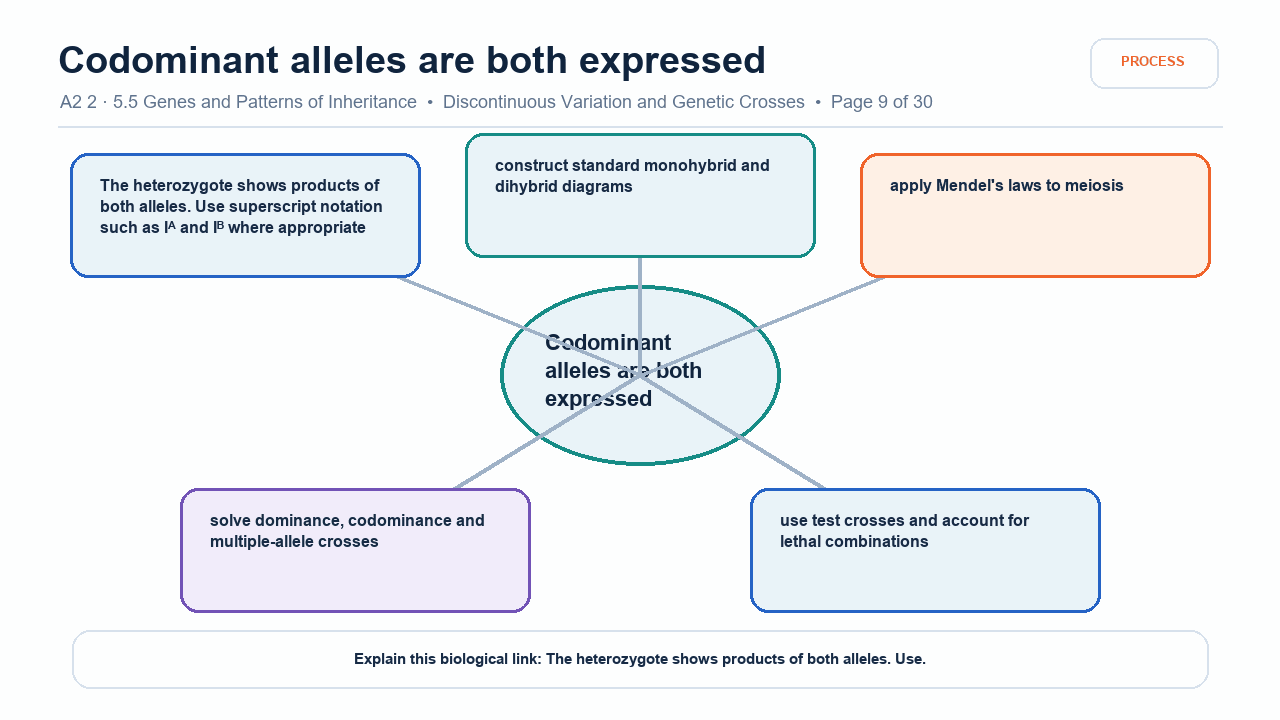 Codominant alleles are both expressed
PROCESS
A2 2 · 5.5 Genes and Patterns of Inheritance • Discontinuous Variation and Genetic Crosses • Page 9 of 30
The heterozygote shows products of
both alleles. Use superscript notation
such as Iᴬ and Iᴮ where appropriate
construct standard monohybrid and
dihybrid diagrams
apply Mendel's laws to meiosis
Codominant
alleles are both
expressed
solve dominance, codominance and
multiple-allele crosses
use test crosses and account for
lethal combinations
Explain this biological link: The heterozygote shows products of both alleles. Use.